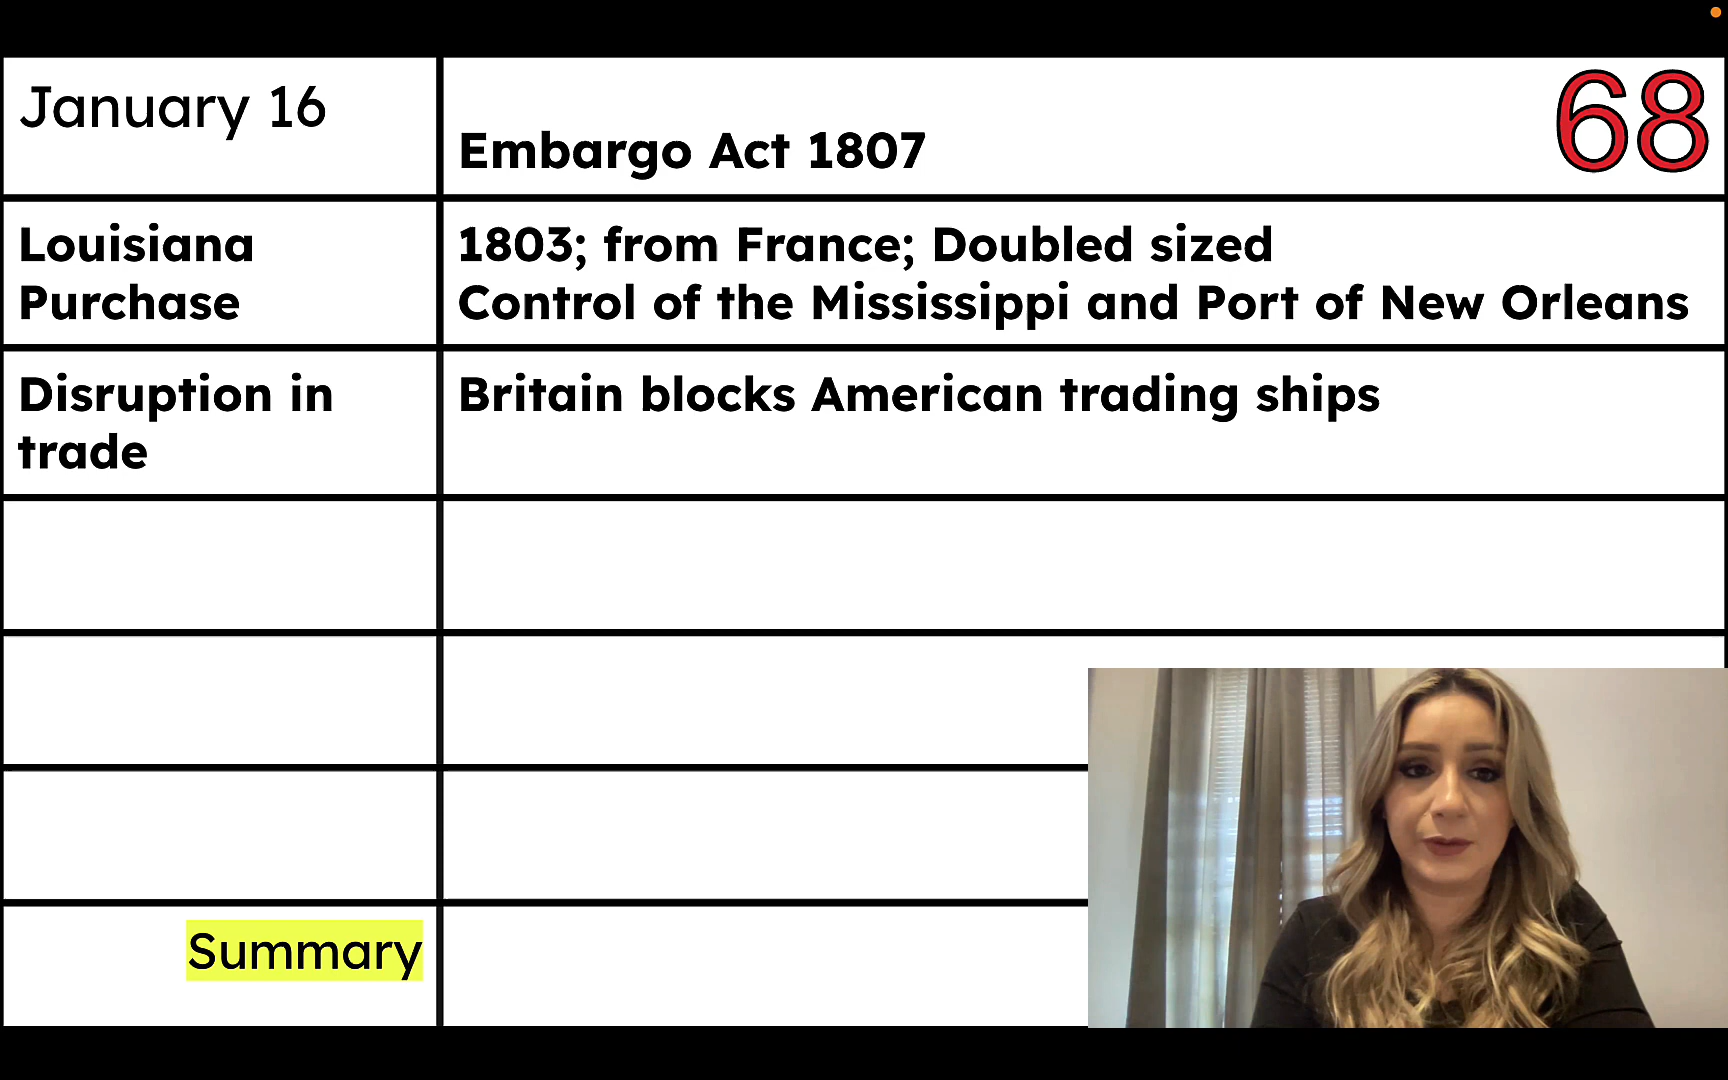 January 16
Embargo Act 1807
68
Louisiana
Purchase
1803; from France; Doubled sized
Control of the Mississippi and Port of New Orleans
Disruption in
trade
Britain blocks American trading ships
Summary